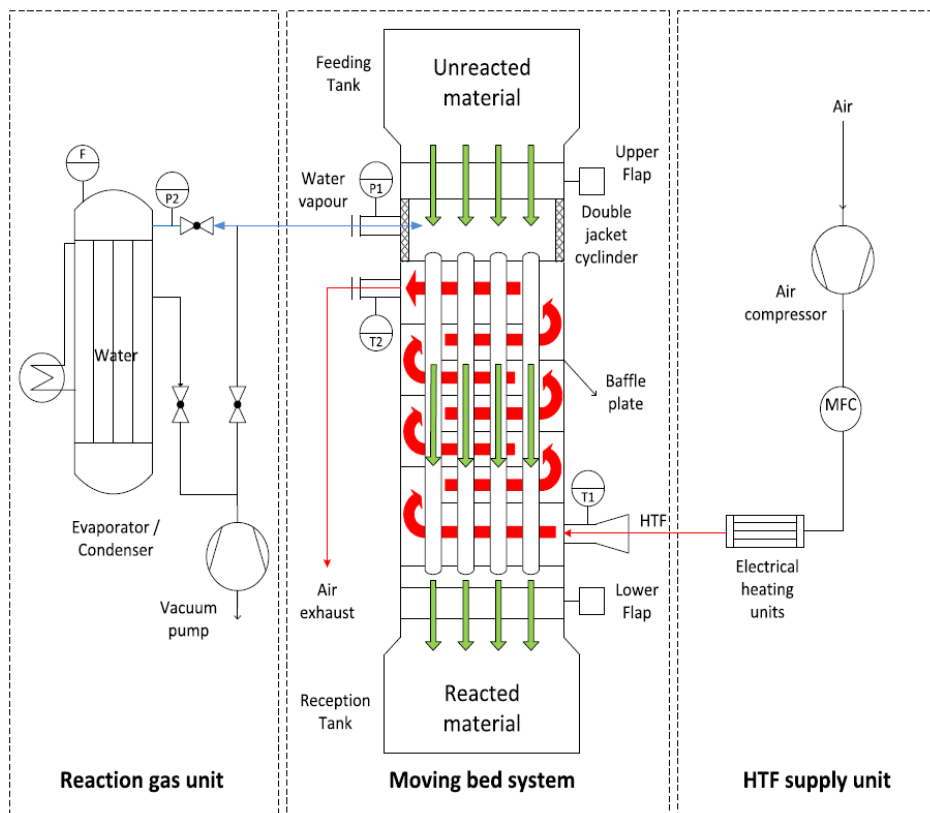 Feeding
Tank
Unreacted
material
Air
F
P2
Water
vapour
P1
Upper
Flap
Double
jacket
cyclinder
Air
compressor
T2
Water
Baffle
plate
MFC
T1
HTF
Evaporator /
Condenser
Electrical
heating
units
Vacuum
pump
Air
exhaust
Lower
Flap
Reception
Tank
Reacted
material
Reaction gas unit
Moving bed system
HTF supply unit